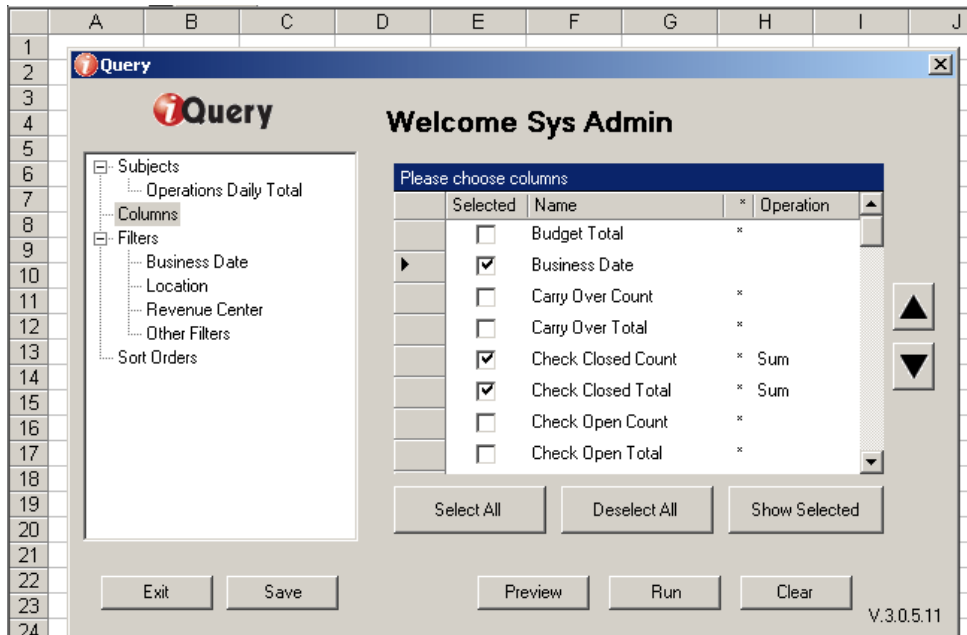 A B C D E F G H I J
1
2
3
4
5
6
7
8
9
10
11
12
13
14
15
16
17
18
19
20
21
22
23
24
iQuery
iQuery
Welcome Sys Admin
Subjects
Operations Daily Total
Columns
Filters
Business Date
Location
Revenue Center
Other Filters
Sort Orders
Please choose columns
Selected Name * Operation
Budget Total *
Business Date
Carry Over Count *
Carry Over Total *
Check Closed Count * Sum
Check Closed Total * Sum
Check Open Count *
Check Open Total *
Select All Deselect All Show Selected
Exit Save Preview Run Clear
V.3.0.5.11